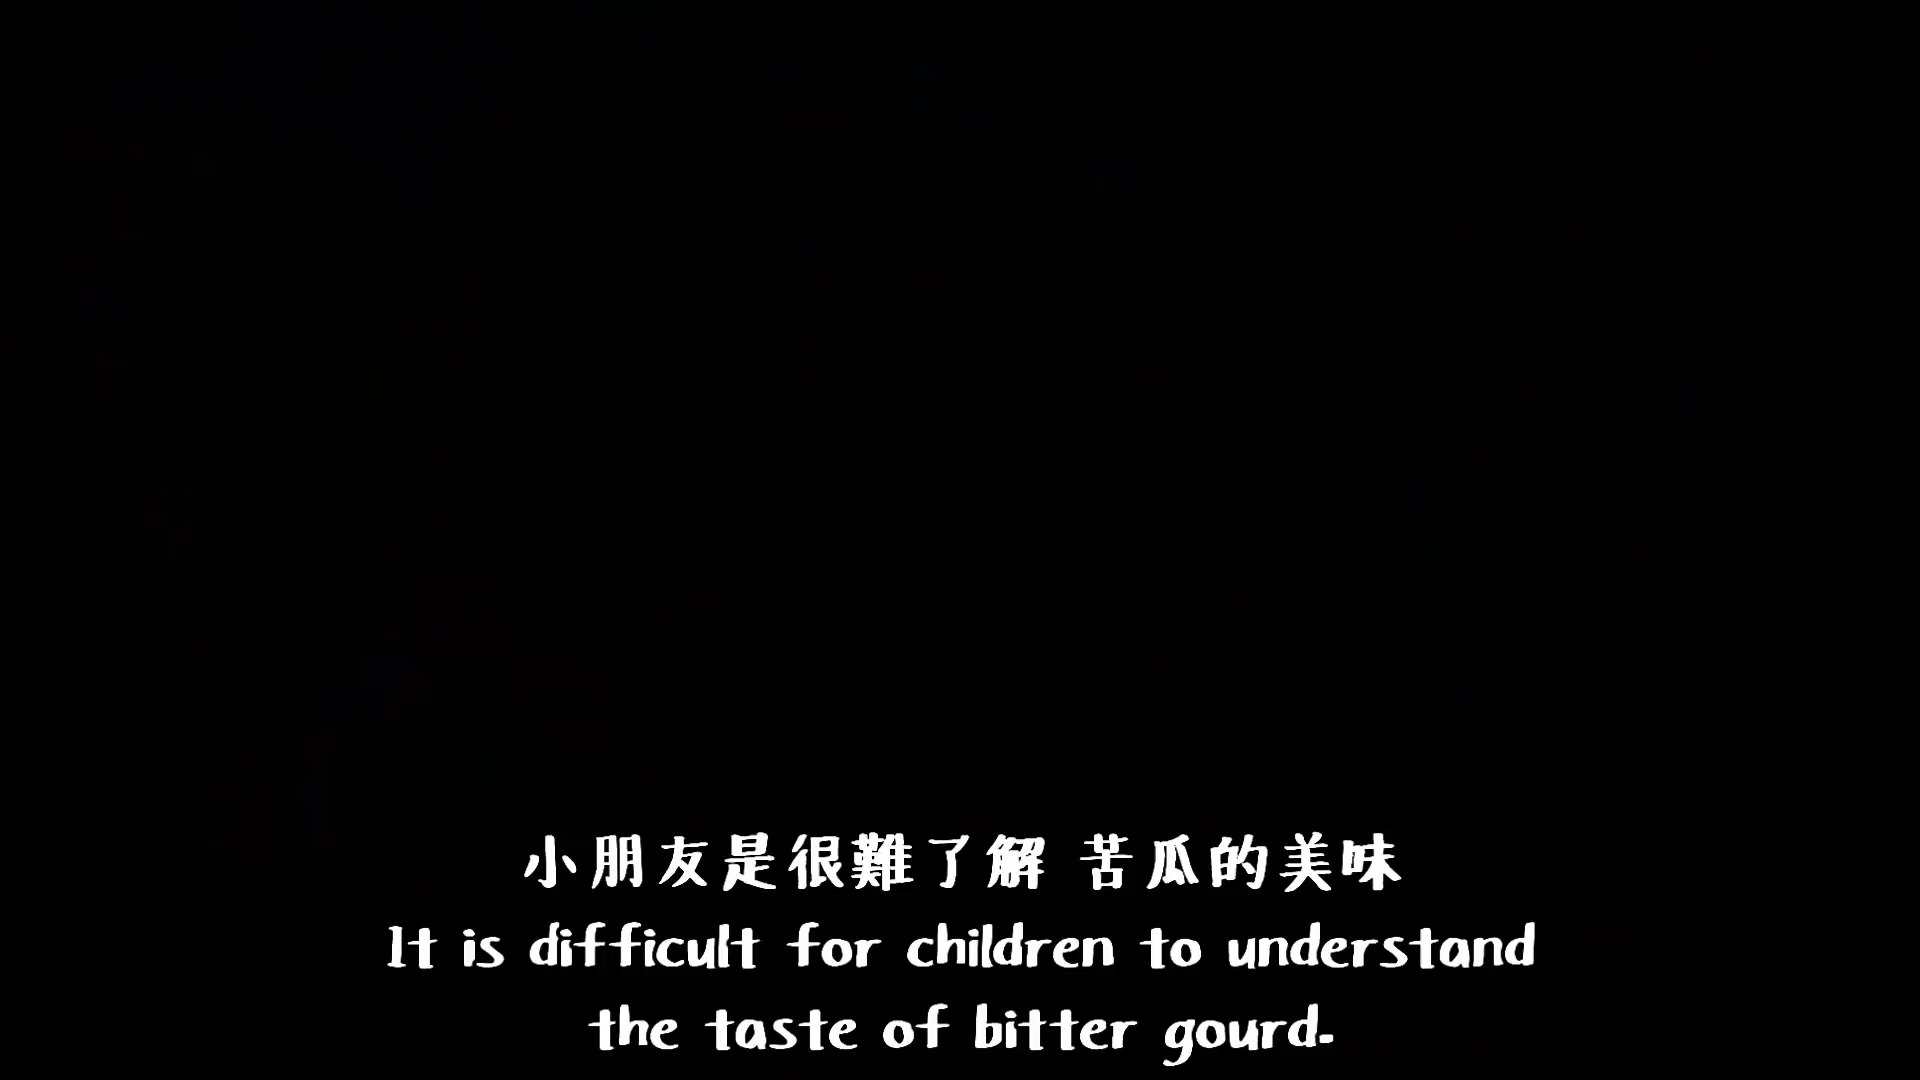 小朋友是很難了解 苦瓜的美味
It is difficult for children to understand
the taste of bitter gourd.